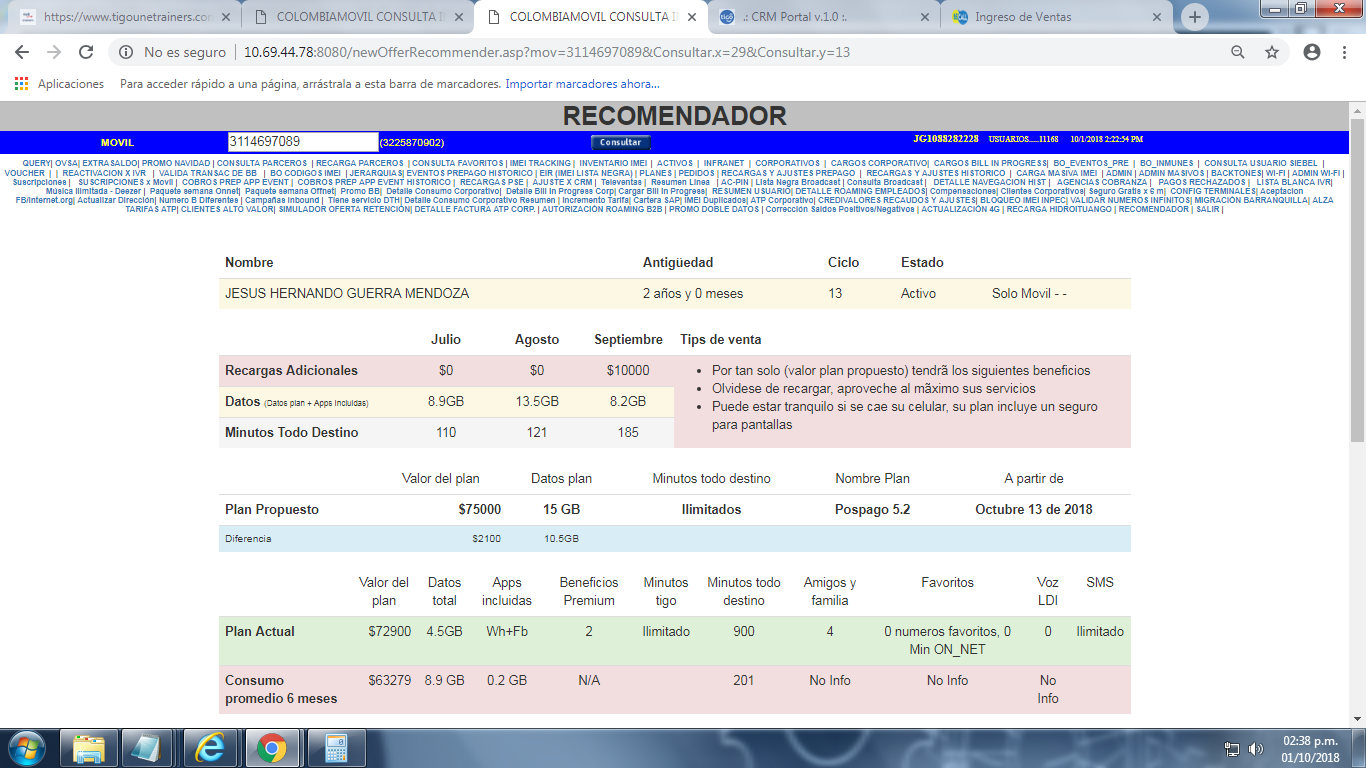 https://www.tigounetrainers.con
COLOMBIAMOVIL CONSULTA I
COLOMBIAMOVIL CONSULTA I
.: CRM Portal v.1.0 :.
Ingreso de Ventas
No es seguro | 10.69.44.78:8080/newOfferRecommender.asp?mov=3114697089&Consultar.x=29&Consultar.y=13
Aplicaciones Para acceder rápido a una página, arrástrala a esta barra de marcadores. Importar marcadores ahora...
RECOMENDADOR
MOVIL 3114697089 (3225870902) Consultar JG1088282228 USUARIOS.....11168 10/1/2018 2:22:54 PM
QUERY| OVSA| EXTRASALDO| PROMO NAVIDAD | CONSULTA PARCEROS | RECARGA PARCEROS | CONSULTA FAVORITOS | IMEI TRACKING | INVENTARIO IMEI | ACTIVOS | INFRANET | CORPORATIVOS | CARGOS CORPORATIVO| CARGOS BILL IN PROGRESS| BO_EVENTOS_PRE | BO_INMUNES | CONSULTA USUARIO SIEBEL |
VOUCHER | | REACTIVACION X IVR | VALIDA TRANSAC DE BB | BO CODIGOS IMEI | JERARQUIAS| EVENTOS PREPAGO HISTORICO | EIR (IMEI LISTA NEGRA) | PLANES | PEDIDOS | RECARGAS Y AJUSTES PREPAGO | RECARGAS Y AJUSTES HISTORICO | CARGA MASIVA IMEI | ADMIN | ADMIN MASIVOS | BACKTONES| WI-FI | ADMIN WI-FI |
Suscripciones | SUSCRIPCIONES x Movil | COBROS PREP APP EVENT | COBROS PREP APP EVENT HISTORICO | RECARGAS PSE | AJUSTE X CRM | Televentas | Resumen Linea | AC-PIN | Lista Negra Broadcast | Consulta Broadcast | DETALLE NAVEGACION HIST | AGENCIAS COBRANZA | PAGOS RECHAZADOS | LISTA BLANCA IVR|
Musica Ilimitada - Deezer | Paquete semana Onnet| Paquete semana Offnet| Promo BB| Detalle Consumo Corporativo| Detalle Bill In Progress Corp| Cargar Bill In Progress| RESUMEN USUARIO| DETALLE ROAMING EMPLEADOS| Compensaciones| Clientes Corporativos| Seguro Gratis x 6 m| CONFIG TERMINALES| Aceptacion
FB/Internet.org| Actualizar Dirección| Numero B Diferentes | Campañas Inbound | Tiene servicio DTH| Detalle Consumo Corporativo Resumen | Incremento Tarifa| Cartera SAP| IMEI Duplicados| ATP Corporativo| CREDIVALORES RECAUDOS Y AJUSTES| BLOQUEO IMEI INPEC| VALIDAR NUMEROS INFINITOS| MIGRACIÓN BARRANQUILLA| ALZA
TARIFAS ATP| CLIENTES ALTO VALOR| SIMULADOR OFERTA RETENCIÓN| DETALLE FACTURA ATP CORP. | AUTORIZACIÓN ROAMING B2B | PROMO DOBLE DATOS | Corrección Saldos Positivos/Negativos | ACTUALIZACIÓN 4G | RECARGA HIDROITUANGO | RECOMENDADOR | SALIR |
Nombre Antigüedad Ciclo Estado
JESUS HERNANDO GUERRA MENDOZA 2 años y 0 meses 13 Activo Solo Movil - -
Julio Agosto Septiembre Tips de venta
Recargas Adicionales $0 $0 $10000
Datos (Datos plan + Apps Incluidas) 8.9GB 13.5GB 8.2GB
Minutos Todo Destino 110 121 185
Por tan solo (valor plan propuesto) tendrã los siguientes beneficios
Olvidese de recargar, aproveche al mãximo sus servicios
Puede estar tranquilo si se cae su celular, su plan incluye un seguro
para pantallas
Valor del plan Datos plan Minutos todo destino Nombre Plan A partir de
Plan Propuesto $75000 15 GB Ilimitados Pospago 5.2 Octubre 13 de 2018
Diferencia $2100 10.5GB
Valor del plan Datos total Apps incluidas Beneficios Premium Minutos tigo Minutos todo destino Amigos y familia Favoritos Voz LDI SMS
Plan Actual $72900 4.5GB Wh+Fb 2 Ilimitado 900 4 0 numeros favoritos, 0 Min ON_NET 0 Ilimitado
Consumo promedio 6 meses $63279 8.9 GB 0.2 GB N/A 201 No Info No Info No Info
02:38 p.m.
01/10/2018